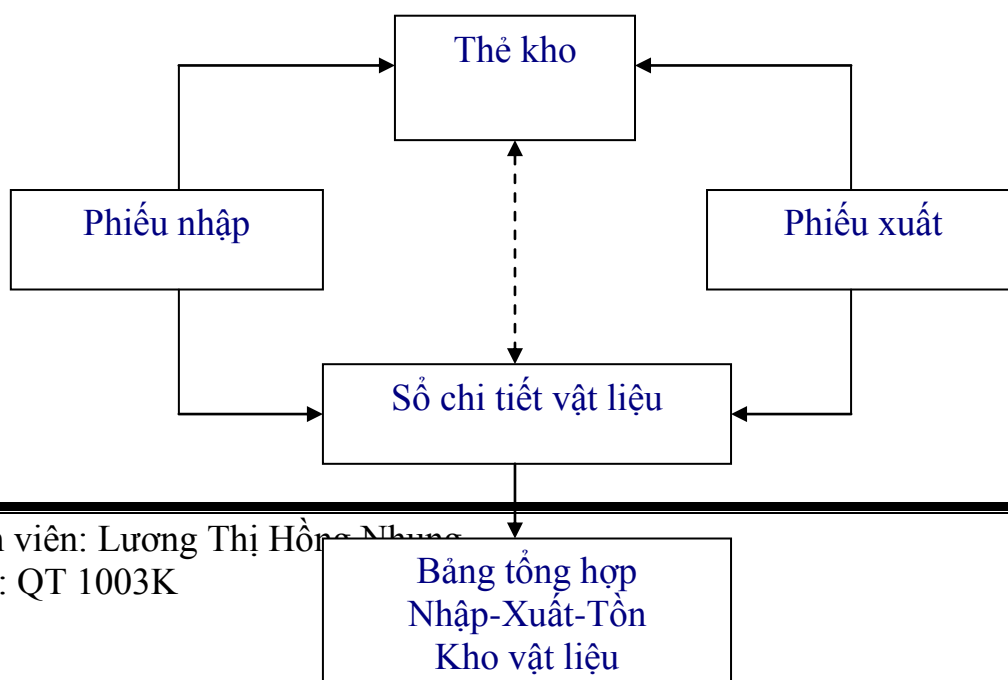 Thẻ kho
Phiếu nhập
Phiếu xuất
Sổ chi tiết vật liệu
viên: Lương Thị Hồng Nhung
: QT 1003K
Bảng tổng hợp
Nhập-Xuất-Tồn
Kho vật liệu